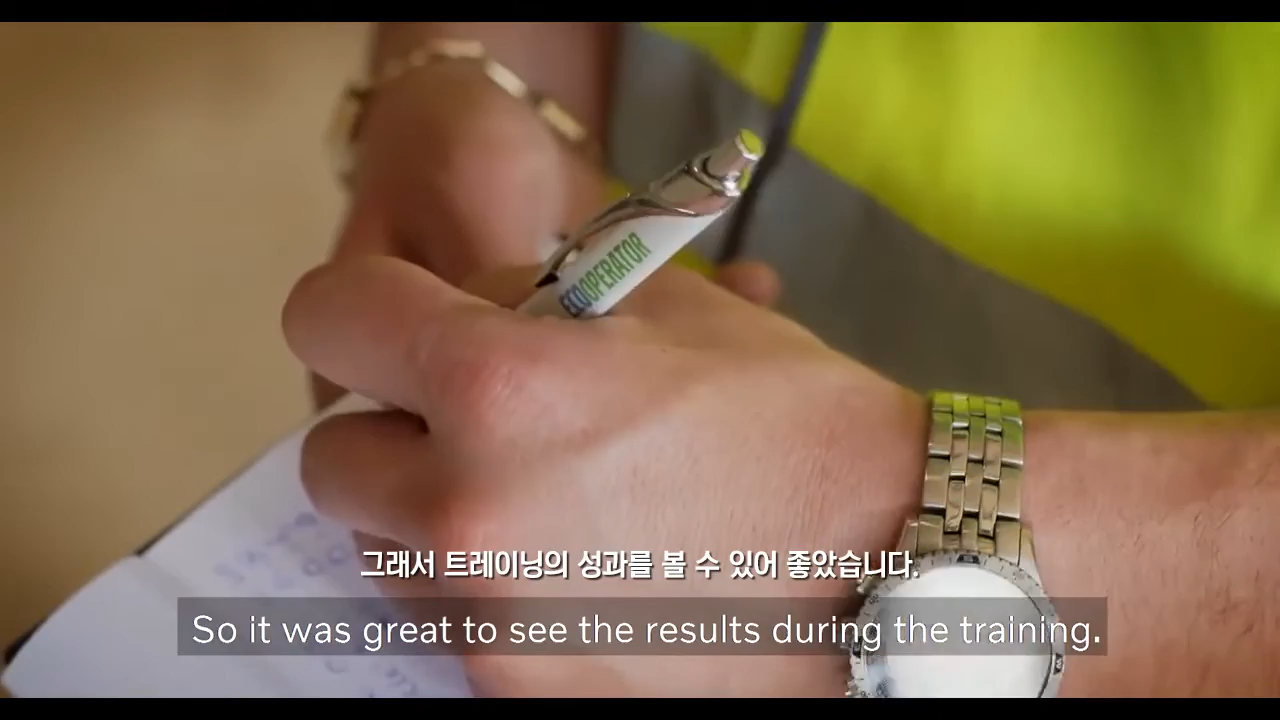 ECOOPERATOR
그래서 트레이닝의 성과를 볼 수 있어 좋았습니다.
So it was great to see the results during the training.